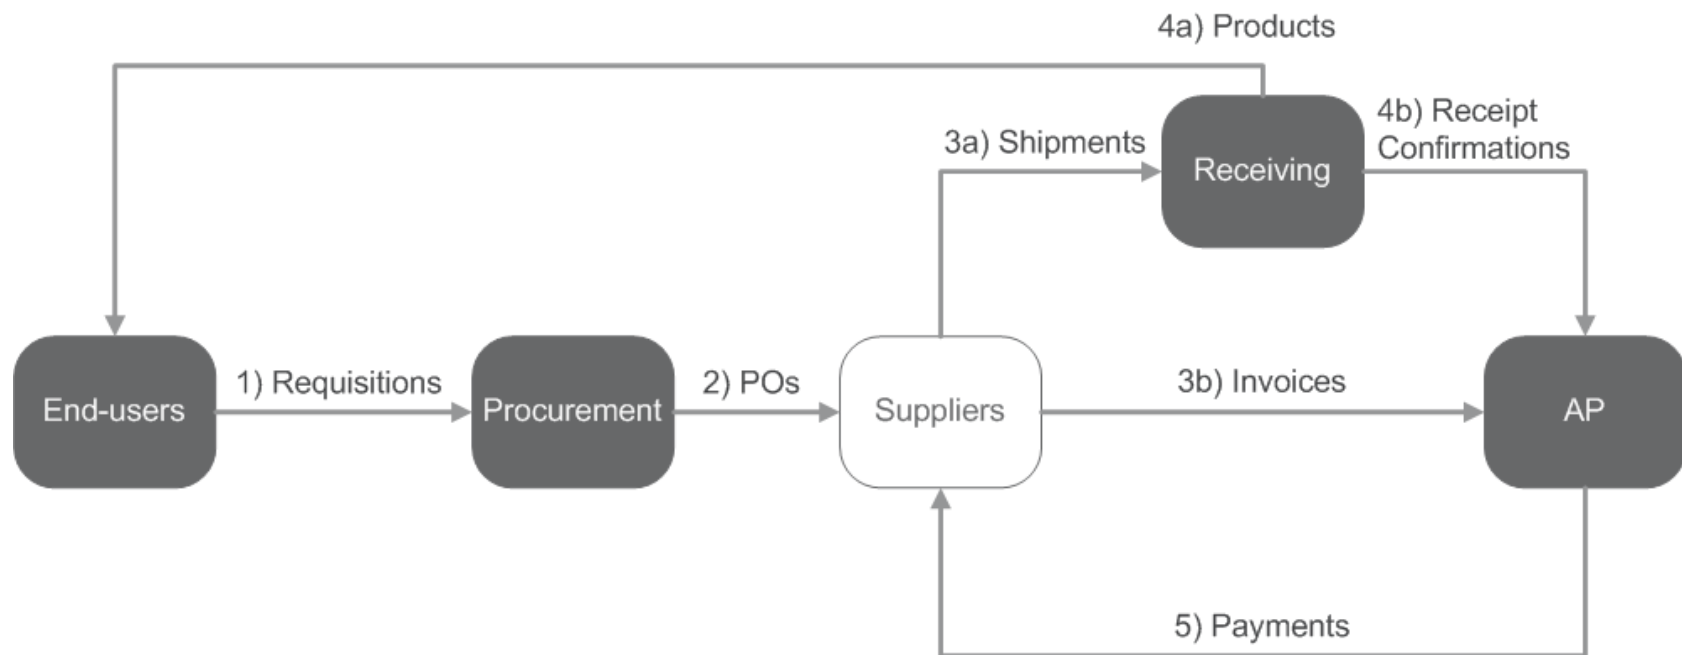 4a) Products
3a) Shipments
4b) Receipt
Confirmations
Receiving
End-users
1) Requisitions
Procurement
2) POs
Suppliers
3b) Invoices
AP
5) Payments